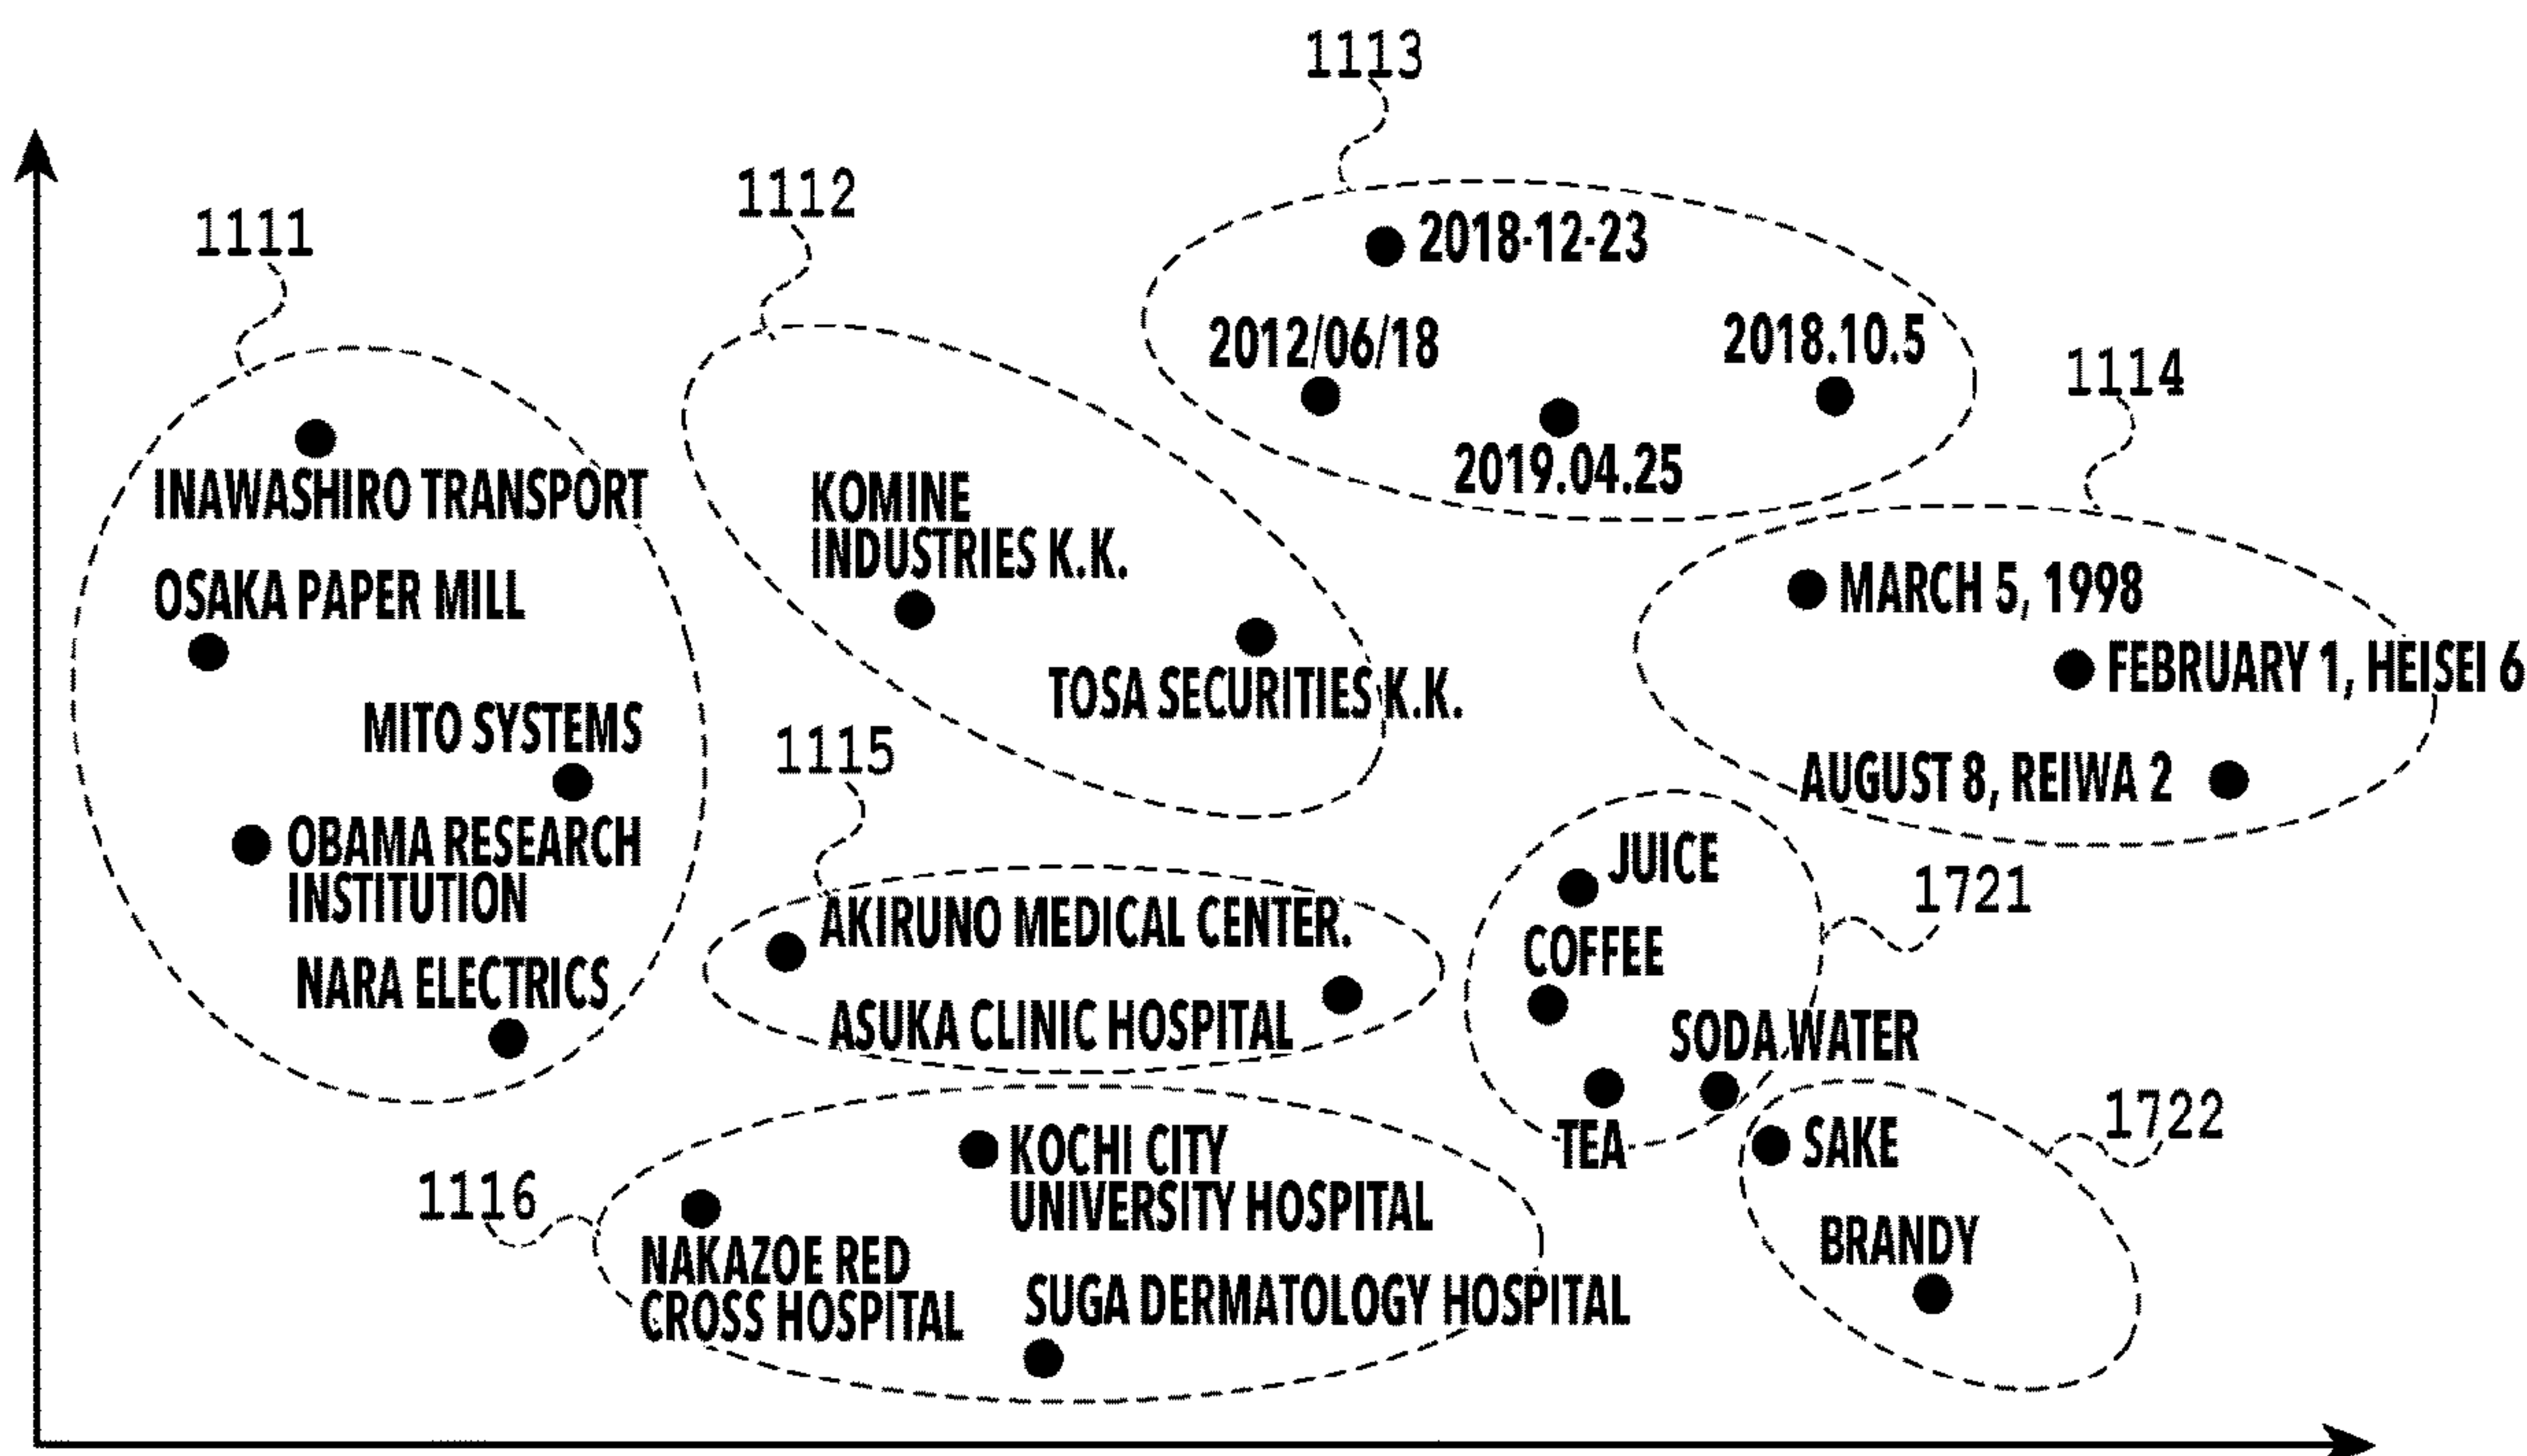 1113
1112
1111
2018-12-23
2012/06/18
2018.10.5
1114
2019.04.25
INAWASHIRO TRANSPORT
KOMINE
INDUSTRIES K.K.
OSAKA PAPER MILL
MARCH 5, 1998
FEBRUARY 1, HEISEI 6
TOSA SECURITIES K.K.
MITO SYSTEMS
1115
AUGUST 8, REIWA 2
OBAMA RESEARCH
INSTITUTION
JUICE
1721
AKIRUNO MEDICAL CENTER.
COFFEE
NARA ELECTRICS
ASUKA CLINIC HOSPITAL
SODA WATER
TEA
SAKE
1722
KOCHI CITY
UNIVERSITY HOSPITAL
1116
BRANDY
NAKAZOE RED
CROSS HOSPITAL
SUGA DERMATOLOGY HOSPITAL